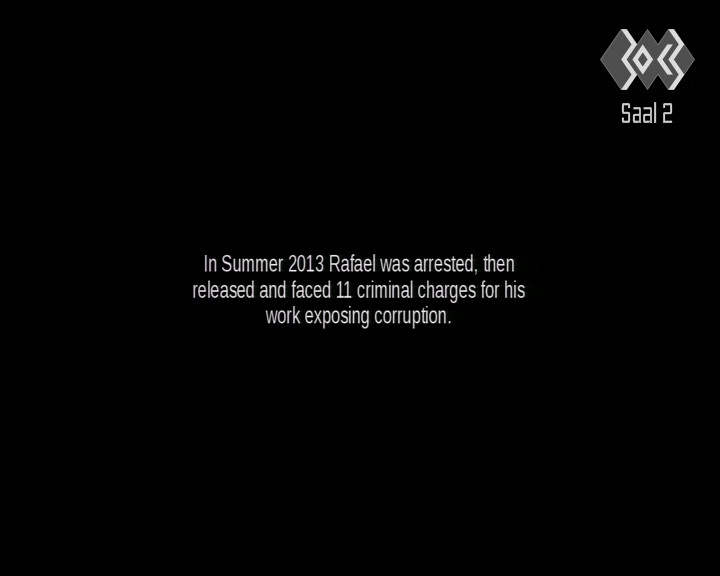 Saal 2
In Summer 2013 Rafael was arrested, then
released and faced 11 criminal charges for his
work exposing corruption.